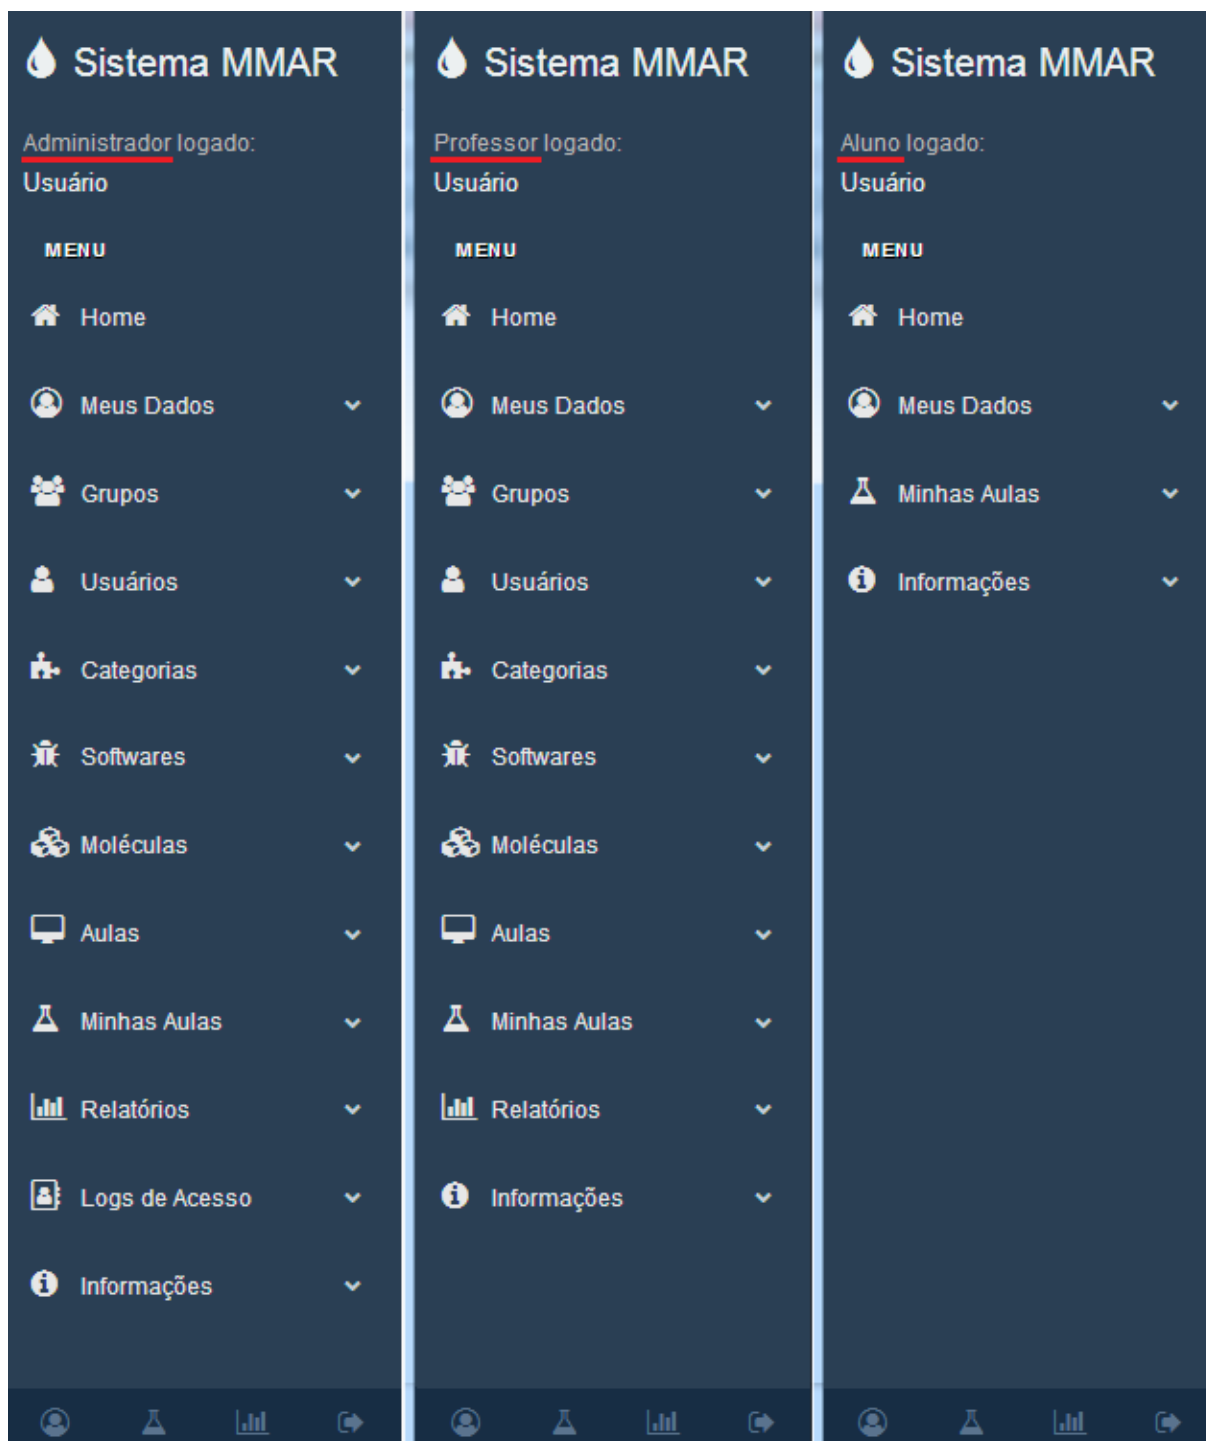 Sistema MMAR
Administrador logado:
Usuário
MENU
Home
Meus Dados
Grupos
Usuários
Categorias
Softwares
Moléculas
Aulas
Minhas Aulas
Relatórios
Logs de Acesso
Informações
Sistema MMAR
Professor logado:
Usuário
MENU
Home
Meus Dados
Grupos
Usuários
Categorias
Softwares
Moléculas
Aulas
Minhas Aulas
Relatórios
Informações
Sistema MMAR
Aluno logado:
Usuário
MENU
Home
Meus Dados
Minhas Aulas
Informações